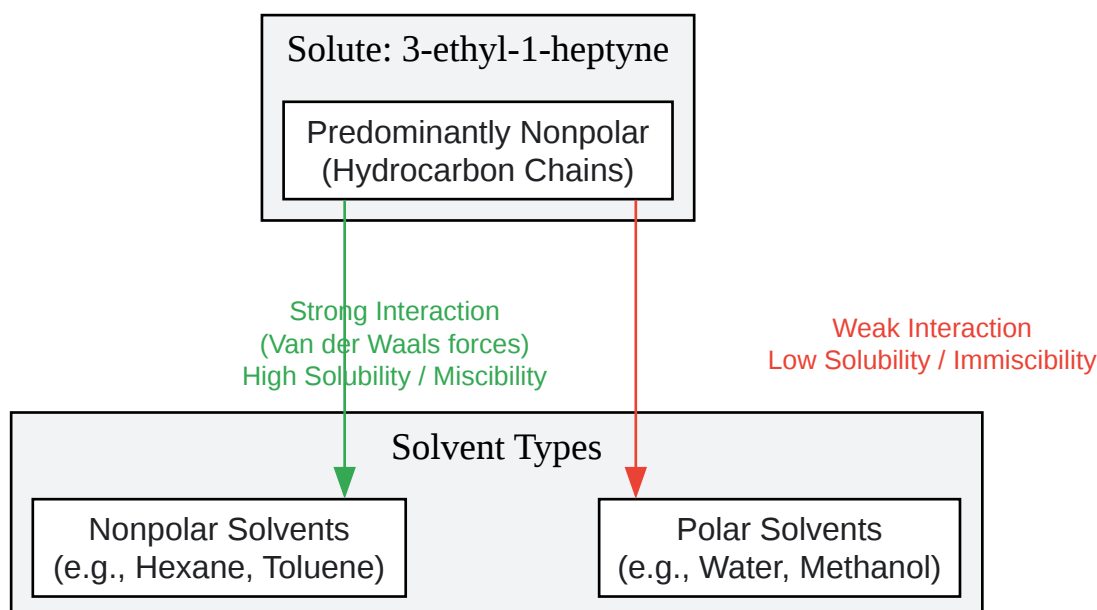 Solute: 3-ethyl-1-heptyne
Predominantly Nonpolar
(Hydrocarbon Chains)
Strong Interaction
(Van der Waals forces)
High Solubility / Miscibility
Weak Interaction
Low Solubility / Immiscibility
Solvent Types
Nonpolar Solvents
(e.g., Hexane, Toluene)
Polar Solvents
(e.g., Water, Methanol)